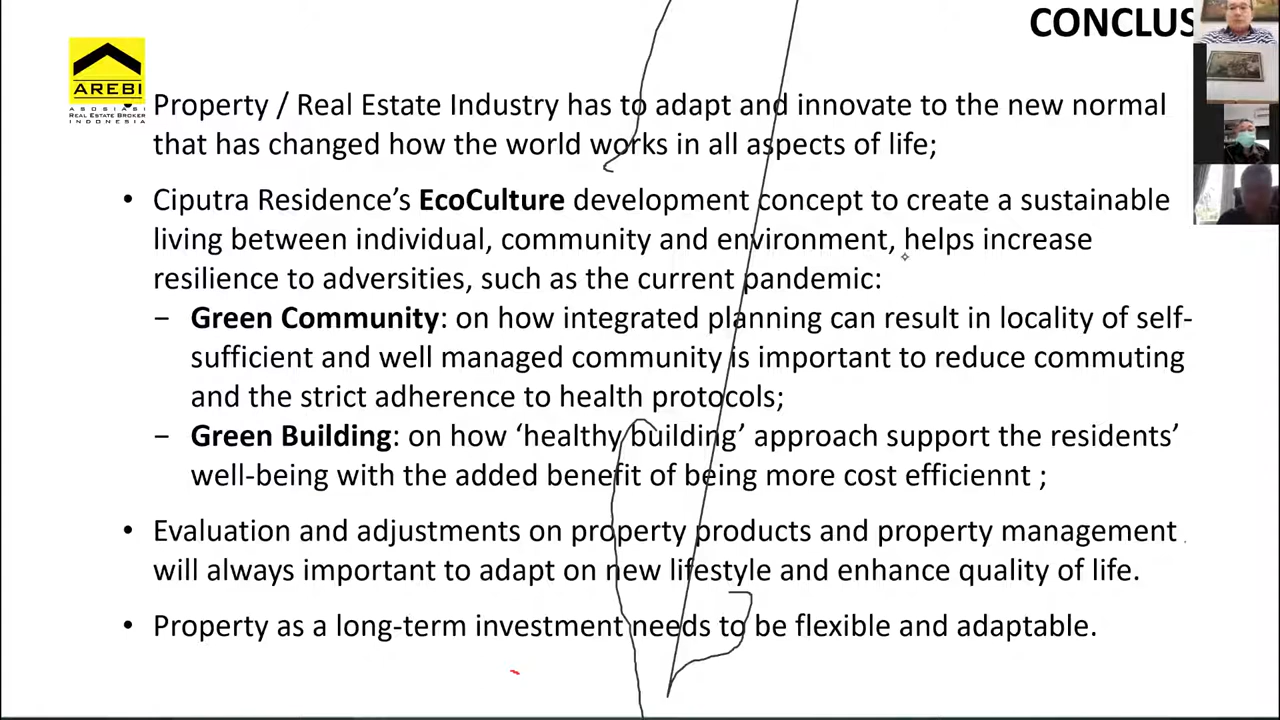 CONCLUS
AREBI
ASOSIASI
REAL ESTATE BROKER
INDONESIA
Property / Real Estate Industry has to adapt and innovate to the new normal
that has changed how the world works in all aspects of life;
• Ciputra Residence’s EcoCulture development concept to create a sustainable
living between individual, community and environment, helps increase
resilience to adversities, such as the current pandemic:
− Green Community: on how integrated planning can result in locality of self-
sufficient and well managed community is important to reduce commuting
and the strict adherence to health protocols;
− Green Building: on how ‘healthy building’ approach support the residents’
well-being with the added benefit of being more cost efficiennt ;
• Evaluation and adjustments on property products and property management
will always important to adapt on new lifestyle and enhance quality of life.
• Property as a long-term investment needs to be flexible and adaptable.